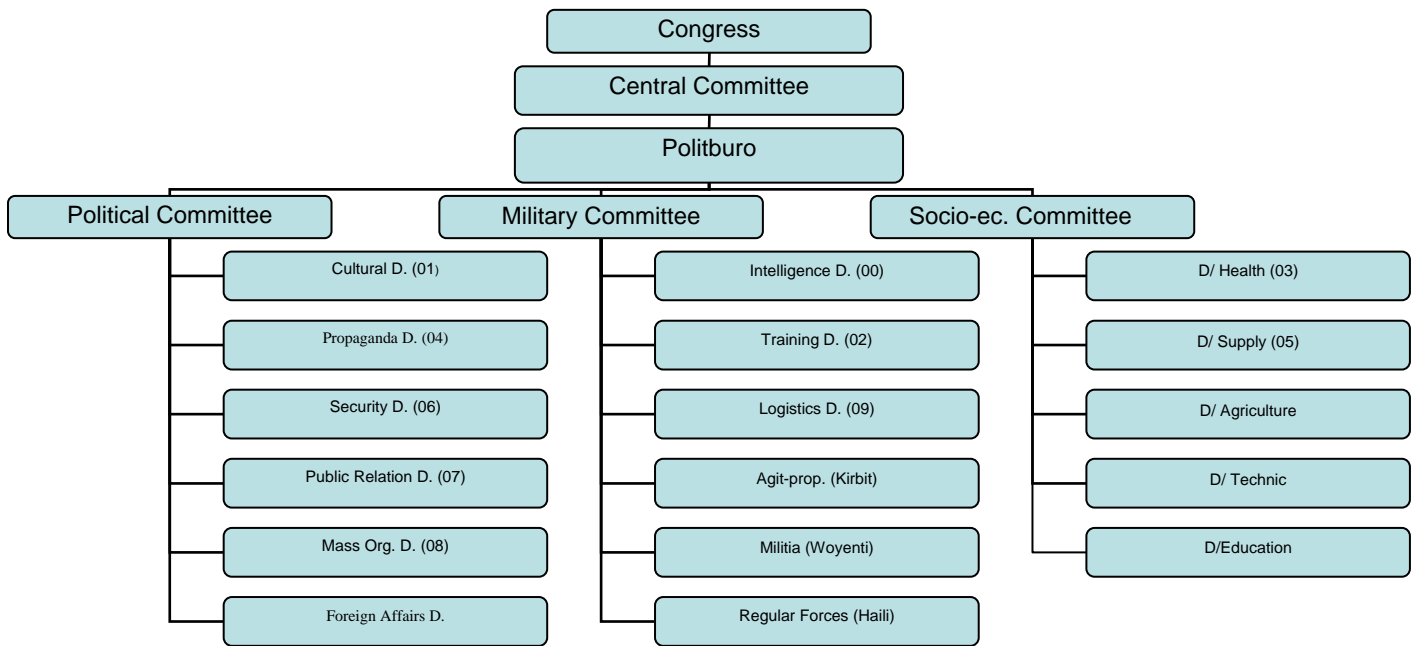 Congress
Central Committee
Politburo
Political Committee
Military Committee
Socio-ec. Committee
Cultural D. (01)
Propaganda D. (04)
Security D. (06)
Public Relation D. (07)
Mass Org. D. (08)
Foreign Affairs D.
Intelligence D. (00)
Training D. (02)
Logistics D. (09)
Agit-prop. (Kirbit)
Militia (Woyenti)
Regular Forces (Haili)
D/ Health (03)
D/ Supply (05)
D/ Agriculture
D/ Technic
D/Education